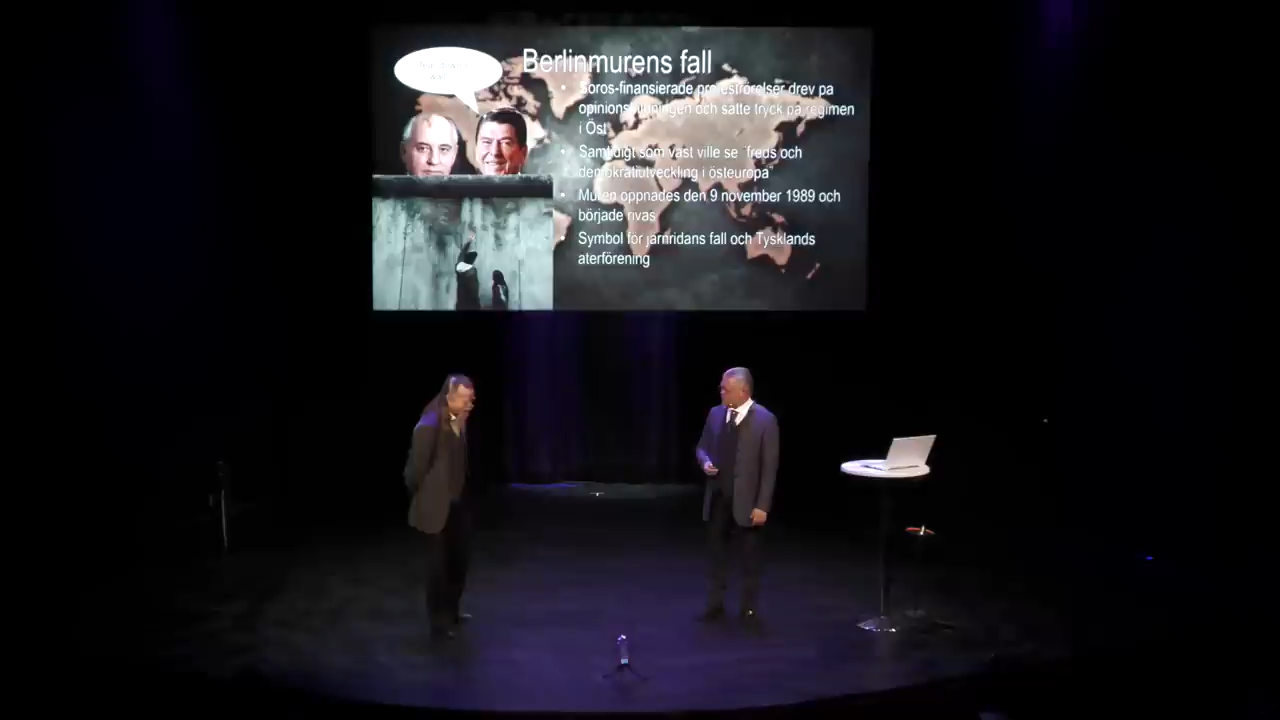 Berlinmurens fall
Soros-finansierade proteströrelser drev på
opinionsbildningen och satte tryck på regimen
i Öst
Samtidigt som väst ville se "freds och
demokratiutveckling i östeuropa"
Muren öppnades den 9 november 1989 och
började rivas
Symbol för järnridåns fall och Tysklands
återförening